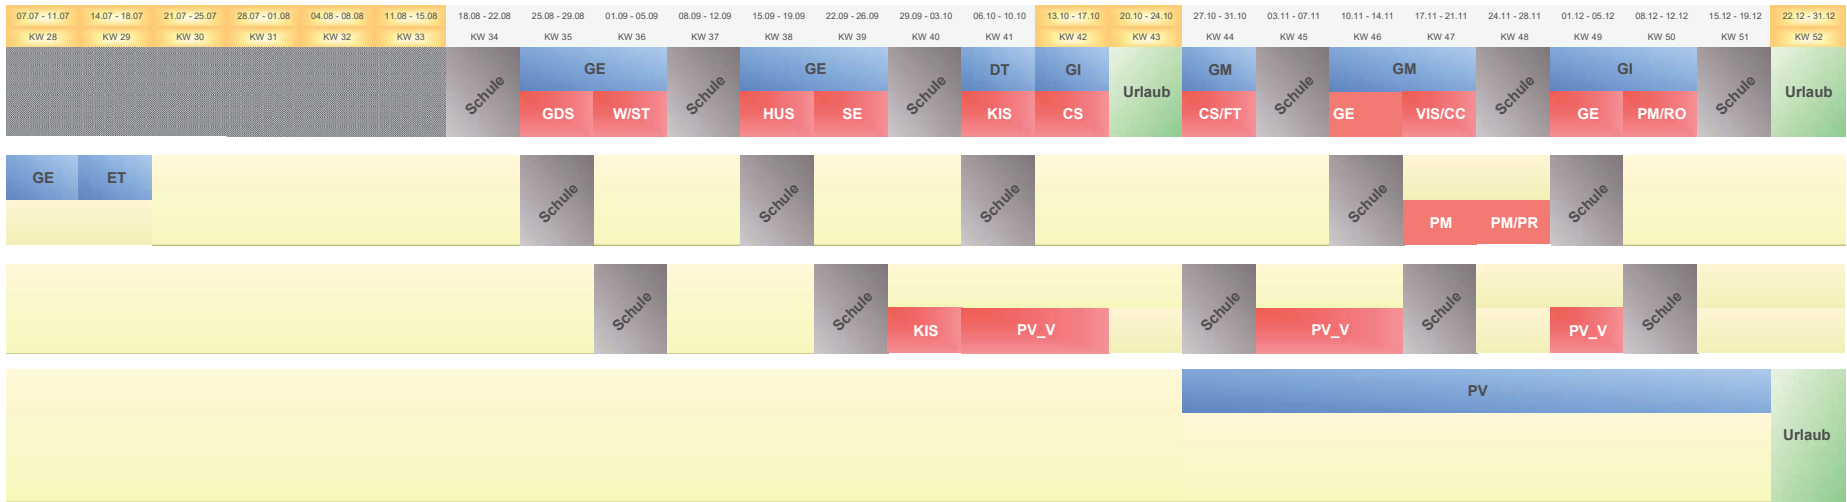 07.07 - 11.07 14.07 - 18.07 21.07 - 25.07 28.07 - 01.08 04.08 - 08.08 11.08 - 15.08 18.08 - 22.08 25.08 - 29.08 01.09 - 05.09 08.09 - 12.09 15.09 - 19.09 22.09 - 26.09 29.09 - 03.10 06.10 - 10.10 13.10 - 17.10 20.10 - 24.10 27.10 - 31.10 03.11 - 07.11 10.11 - 14.11 17.11 - 21.11 24.11 - 28.11 01.12 - 05.12 08.12 - 12.12 15.12 - 19.12 22.12 - 31.12
KW 28 KW 29 KW 30 KW 31 KW 32 KW 33 KW 34 KW 35 KW 36 KW 37 KW 38 KW 39 KW 40 KW 41 KW 42 KW 43 KW 44 KW 45 KW 46 KW 47 KW 48 KW 49 KW 50 KW 51 KW 52
GE GE DT GI GM GM GI
Schule Schule Schule Urlaub Schule Schule Schule Urlaub
GDS W/ST HUS SE KIS CS CS/FT GE VIS/CC GE PM/RO
GE ET
Schule Schule Schule Schule Schule
PM PM/PR
Schule Schule Schule Schule Schule
KIS PV_V PV_V PV_V
PV
Urlaub